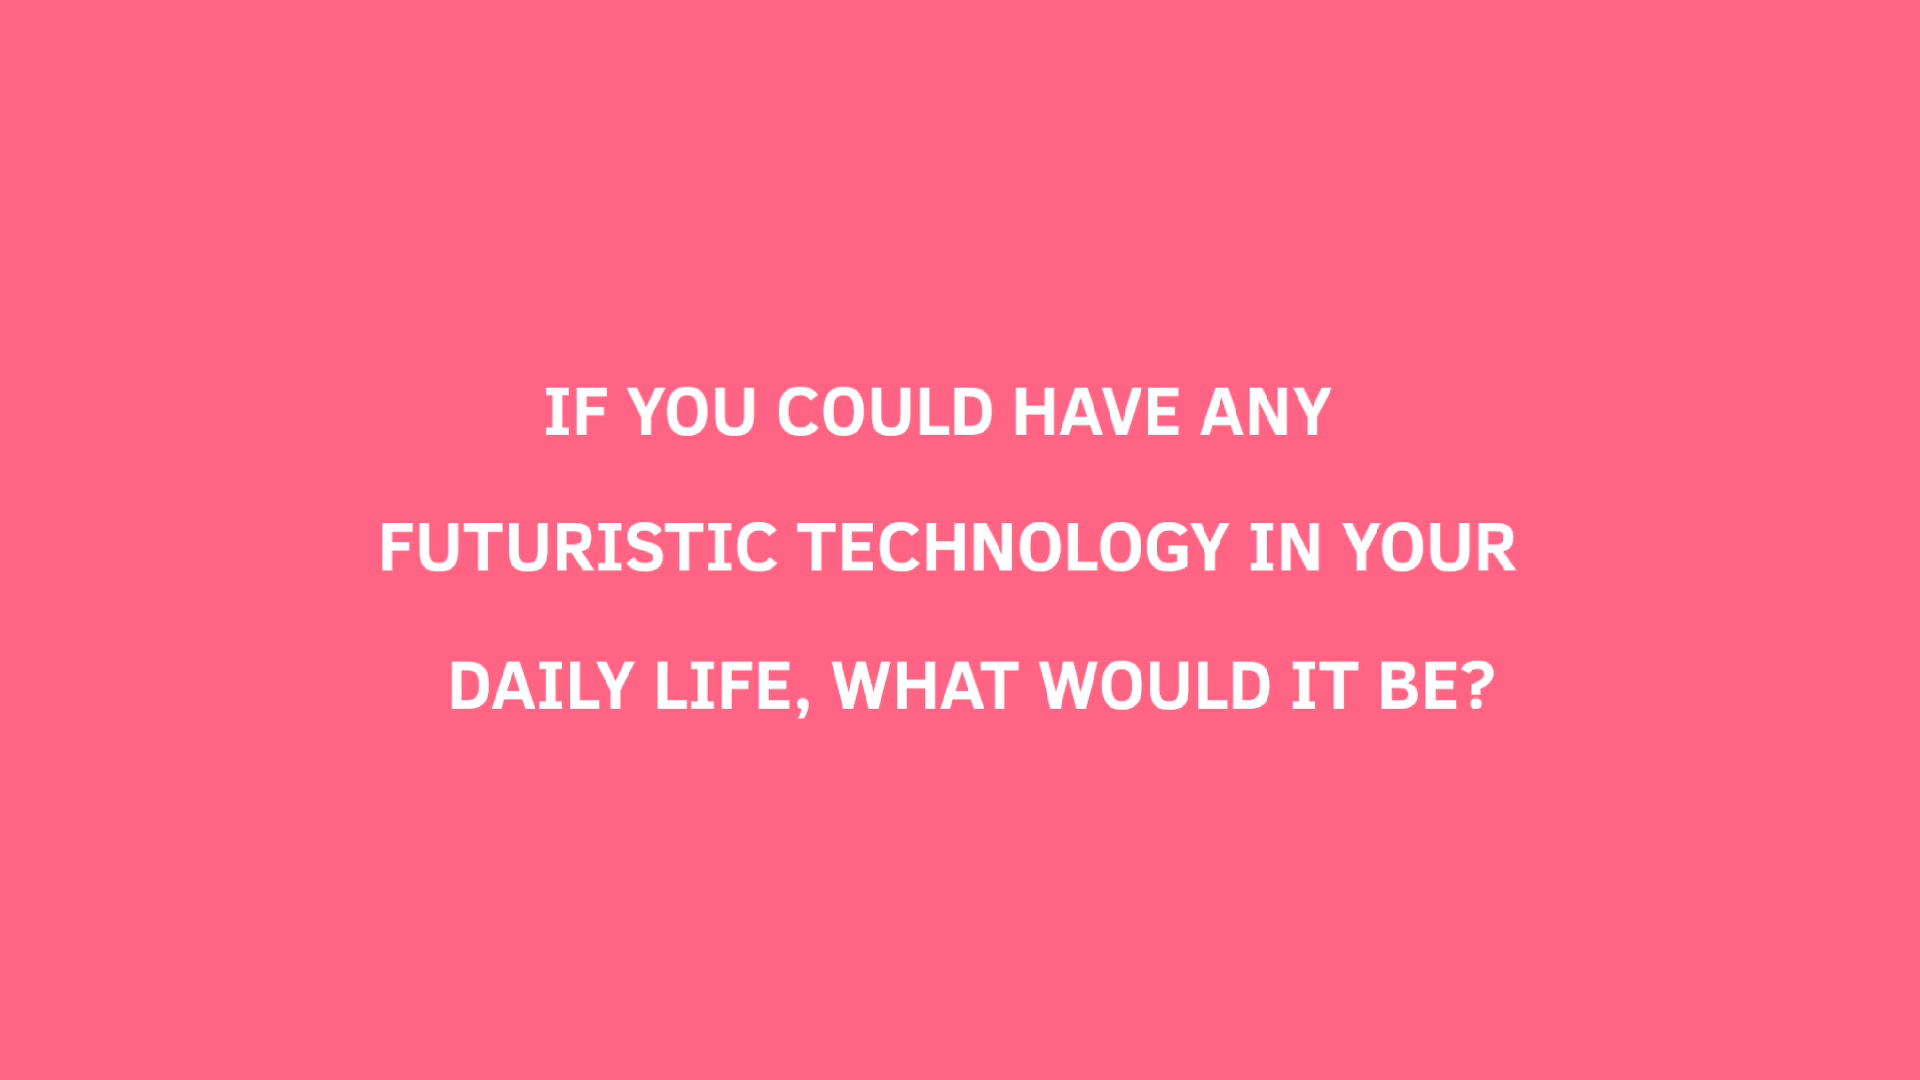 IF YOU COULD HAVE ANY
FUTURISTIC TECHNOLOGY IN YOUR
DAILY LIFE, WHAT WOULD IT BE?